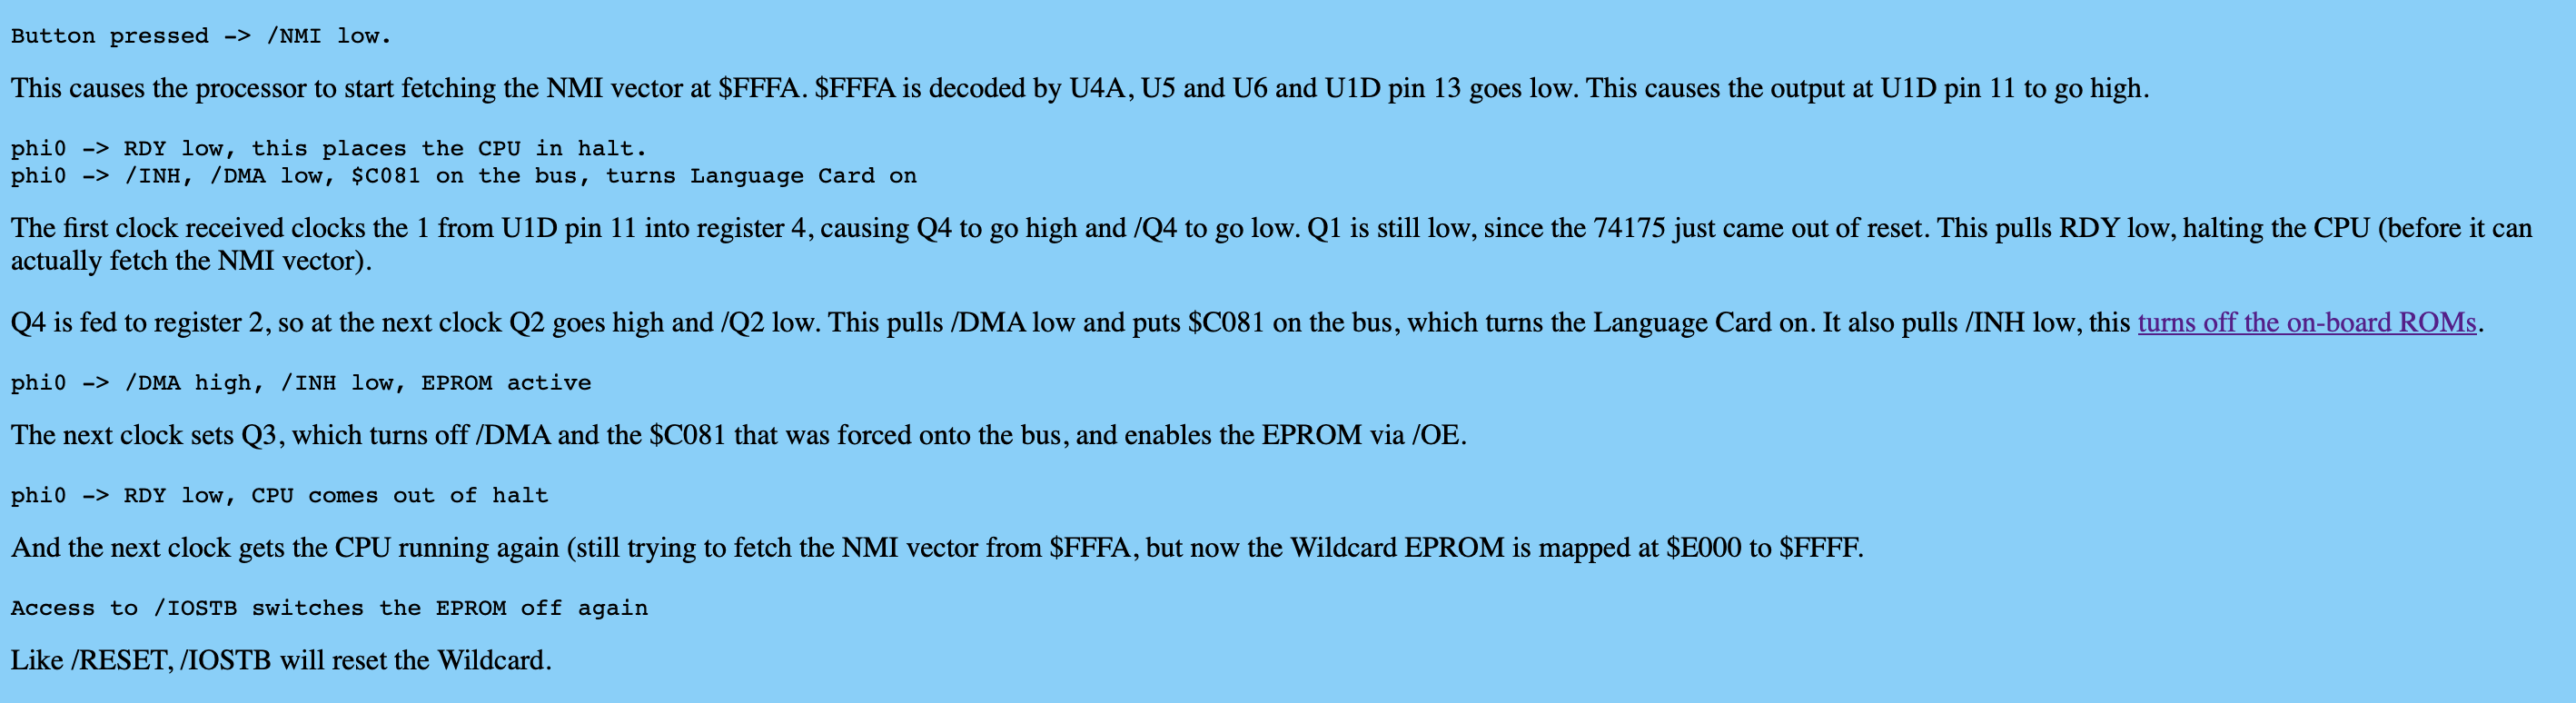 Button pressed -> /NMI low.
This causes the processor to start fetching the NMI vector at $FFFA. $FFFA is decoded by U4A, U5 and U6 and U1D pin 13 goes low. This causes the output at U1D pin 11 to go high.
phi0 -> RDY low, this places the CPU in halt.
phi0 -> /INH, /DMA low, $C081 on the bus, turns Language Card on
The first clock received clocks the 1 from U1D pin 11 into register 4, causing Q4 to go high and /Q4 to go low. Q1 is still low, since the 74175 just came out of reset. This pulls RDY low, halting the CPU (before it can
actually fetch the NMI vector).
Q4 is fed to register 2, so at the next clock Q2 goes high and /Q2 low. This pulls /DMA low and puts $C081 on the bus, which turns the Language Card on. It also pulls /INH low, this turns off the on-board ROMs.
phi0 -> /DMA high, /INH low, EPROM active
The next clock sets Q3, which turns off /DMA and the $C081 that was forced onto the bus, and enables the EPROM via /OE.
phi0 -> RDY low, CPU comes out of halt
And the next clock gets the CPU running again (still trying to fetch the NMI vector from $FFFA, but now the Wildcard EPROM is mapped at $E000 to $FFFF.
Access to /IOSTB switches the EPROM off again
Like /RESET, /IOSTB will reset the Wildcard.